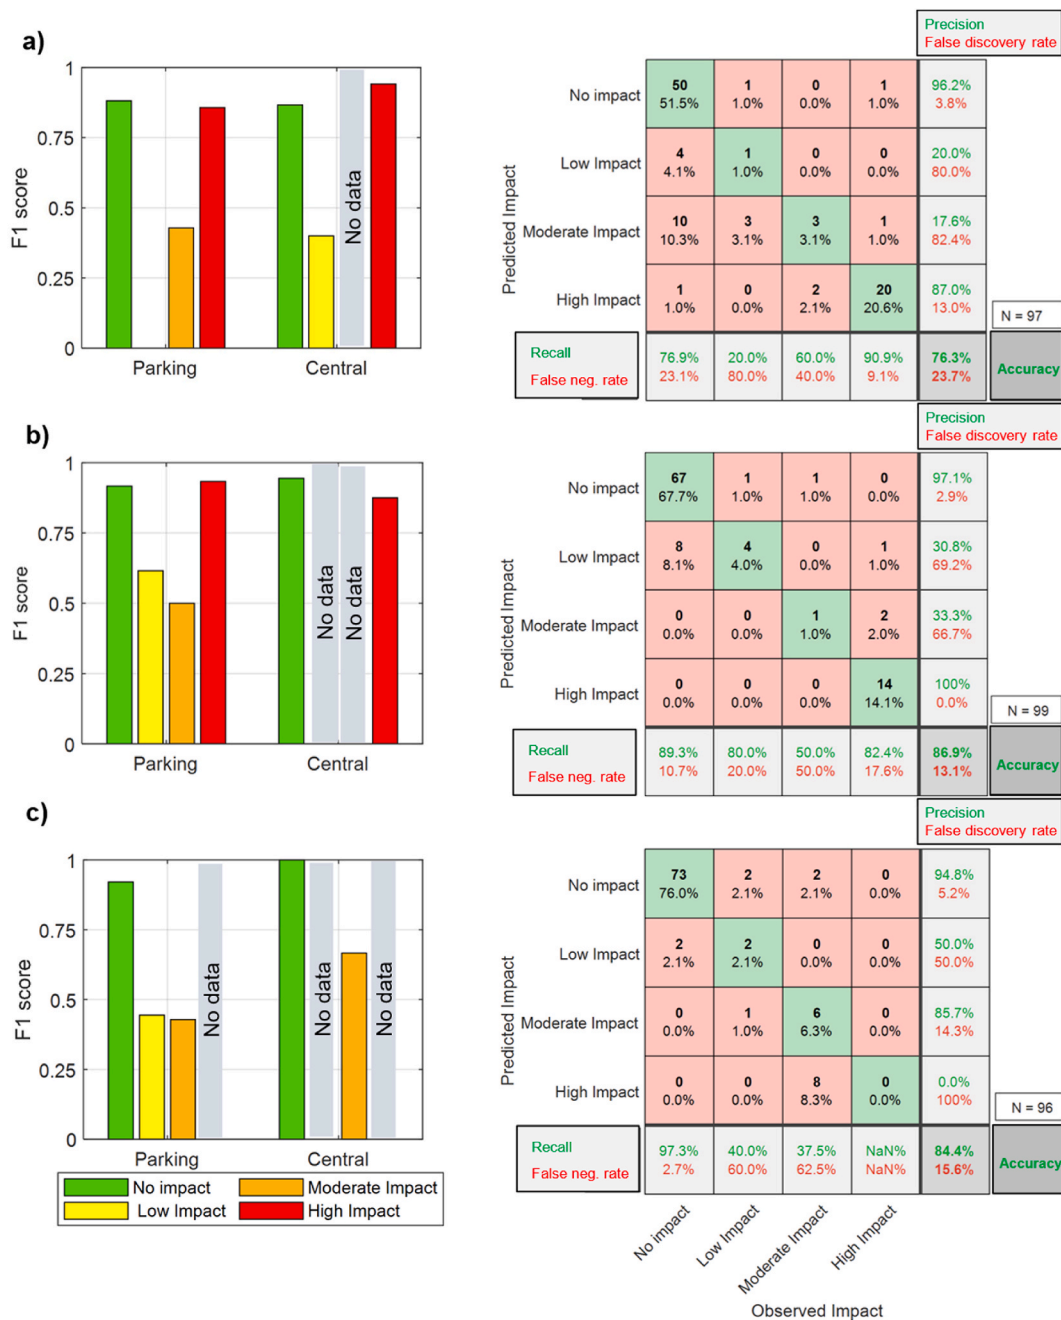 a)
1
0.75
0.5
0.25
0
F1 score
No data
Parking
Central
Precision
False discovery rate
Predicted Impact
No impact
50
51.5%
1
1.0%
0
0.0%
1
1.0%
96.2%
3.8%
Low Impact
4
4.1%
1
1.0%
0
0.0%
0
0.0%
20.0%
80.0%
Moderate Impact
10
10.3%
3
3.1%
3
3.1%
1
1.0%
17.6%
82.4%
High Impact
1
1.0%
0
0.0%
2
2.1%
20
20.6%
87.0%
13.0%
N = 97
Recall
False neg. rate
76.9%
23.1%
20.0%
80.0%
60.0%
40.0%
90.9%
9.1%
76.3%
23.7%
Accuracy
b)
1
0.75
0.5
0.25
0
F1 score
No data
No data
Parking
Central
Precision
False discovery rate
Predicted Impact
No impact
67
67.7%
1
1.0%
1
1.0%
0
0.0%
97.1%
2.9%
Low Impact
8
8.1%
4
4.0%
0
0.0%
1
1.0%
30.8%
69.2%
Moderate Impact
0
0.0%
0
0.0%
1
1.0%
2
2.0%
33.3%
66.7%
High Impact
0
0.0%
0
0.0%
0
0.0%
14
14.1%
100%
0.0%
N = 99
Recall
False neg. rate
89.3%
10.7%
80.0%
20.0%
50.0%
50.0%
82.4%
17.6%
86.9%
13.1%
Accuracy
c)
1
0.75
0.5
0.25
0
F1 score
No data
No data
No data
Parking
Central
No impact
Moderate Impact
Low Impact
High Impact
Precision
False discovery rate
Predicted Impact
No impact
73
76.0%
2
2.1%
2
2.1%
0
0.0%
94.8%
5.2%
Low Impact
2
2.1%
2
2.1%
0
0.0%
0
0.0%
50.0%
50.0%
Moderate Impact
0
0.0%
1
1.0%
6
6.3%
0
0.0%
85.7%
14.3%
High Impact
0
0.0%
0
0.0%
8
8.3%
0
0.0%
0.0%
100%
N = 96
Recall
False neg. rate
97.3%
2.7%
40.0%
60.0%
37.5%
62.5%
NaN%
NaN%
84.4%
15.6%
Accuracy
No impact
Low Impact
Moderate Impact
High Impact
Observed Impact